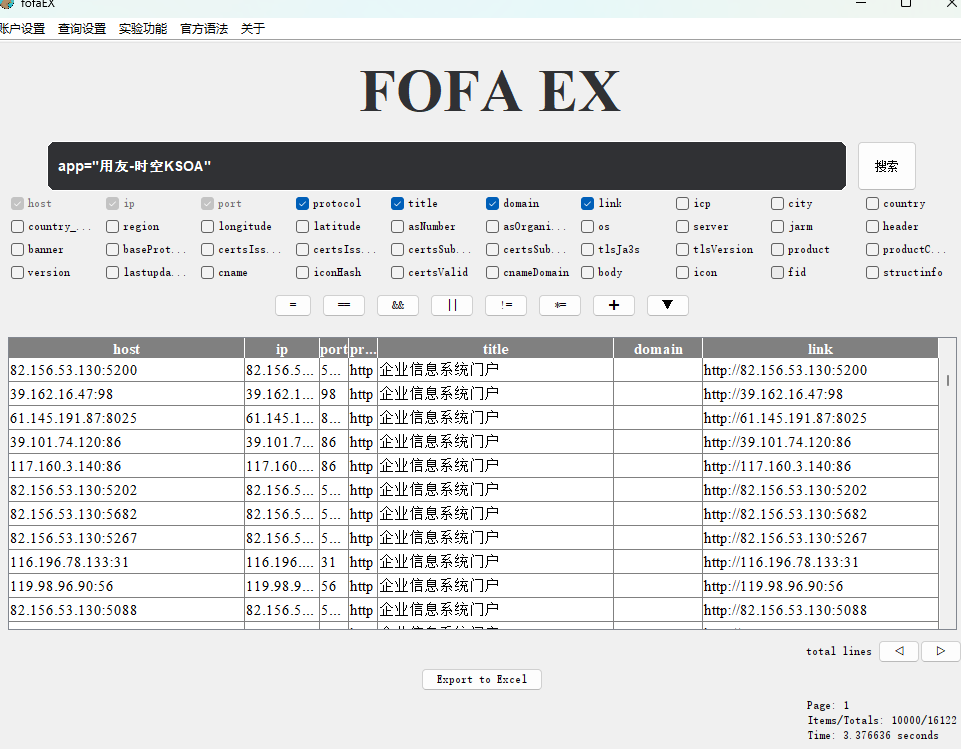 fofaEX
账户设置 查询设置 实验功能 官方语法 关于
FOFA EX
app="用友-时空KSOA" 搜索
host ip port protocol title domain link icp city country
country_... region longitude latitude asNumber asOrgani... os server jarm header
banner baseProt... certsIss... certsIss... certsSub... certsSub... tlsJa3s tlsVersion product productC...
version lastupda... cname iconHash certsValid cnameDomain body icon fid structinfo
= == && || != *= + ▼
host ip port pr... title domain link
82.156.53.130:5200 82.156.5... 5... http 企业信息系统门户 http://82.156.53.130:5200
39.162.16.47:98 39.162.1... 98 http 企业信息系统门户 http://39.162.16.47:98
61.145.191.87:8025 61.145.1... 8... http 企业信息系统门户 http://61.145.191.87:8025
39.101.74.120:86 39.101.7... 86 http 企业信息系统门户 http://39.101.74.120:86
117.160.3.140:86 117.160.... 86 http 企业信息系统门户 http://117.160.3.140:86
82.156.53.130:5202 82.156.5... 5... http 企业信息系统门户 http://82.156.53.130:5202
82.156.53.130:5682 82.156.5... 5... http 企业信息系统门户 http://82.156.53.130:5682
82.156.53.130:5267 82.156.5... 5... http 企业信息系统门户 http://82.156.53.130:5267
116.196.78.133:31 116.196.... 31 http 企业信息系统门户 http://116.196.78.133:31
119.98.96.90:56 119.98.9... 56 http 企业信息系统门户 http://119.98.96.90:56
82.156.53.130:5088 82.156.5... 5... http 企业信息系统门户 http://82.156.53.130:5088
total lines ◁ ▷
Export to Excel
Page: 1
Items/Totals: 10000/16122
Time: 3.376636 seconds